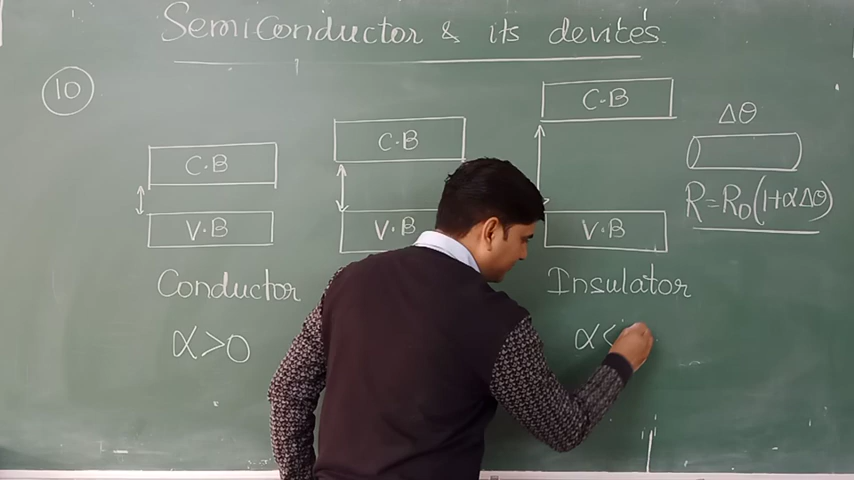 Semiconductor & its devices
10
C·B C·B C·B Δθ
V·B V·B V·B R=R₀(1+αΔθ)
Conductor Insulator
α>0 α<